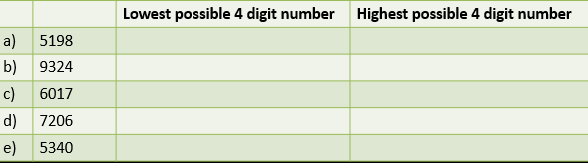 Lowest possible 4 digit number Highest possible 4 digit number
a) 5198
b) 9324
c) 6017
d) 7206
e) 5340